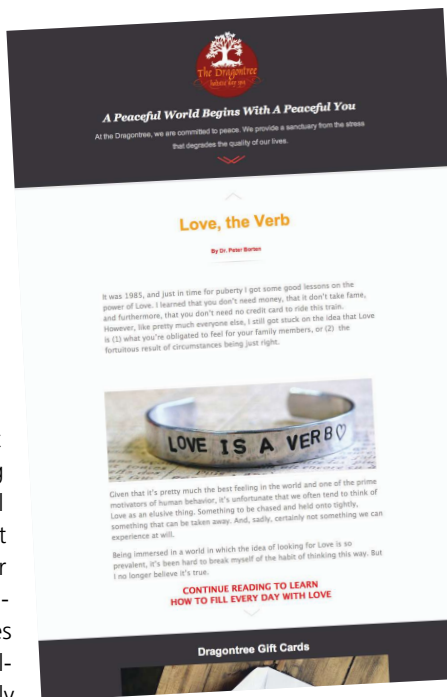 The Dragontree
holistic day spa
A Peaceful World Begins With A Peaceful You
At the Dragontree, we are committed to peace. We provide a sanctuary from the stress
that degrades the quality of our lives.
Love, the Verb
By Dr. Peter Borten
It was 1985, and just in time for puberty I got some good lessons on the
power of Love. I learned that you don't need money, that it don't take fame,
and furthermore, that you don't need no credit card to ride this train.
However, like pretty much everyone else, I still got stuck on the idea that Love
is (1) what you're obligated to feel for your family members, or (2) the
fortuitous result of circumstances being just right.
LOVE IS A VERB♡
Given that it's pretty much the best feeling in the world and one of the prime
motivators of human behavior, it's unfortunate that we often tend to think of
Love as an elusive thing. Something to be chased and held onto tightly,
something that can be taken away. And, sadly, certainly not something we can
experience at will.
Being immersed in a world in which the idea of looking for Love is so
prevalent, it's been hard to break myself of the habit of thinking this way. But
I no longer believe it's true.
CONTINUE READING TO LEARN
HOW TO FILL EVERY DAY WITH LOVE
Dragontree Gift Cards